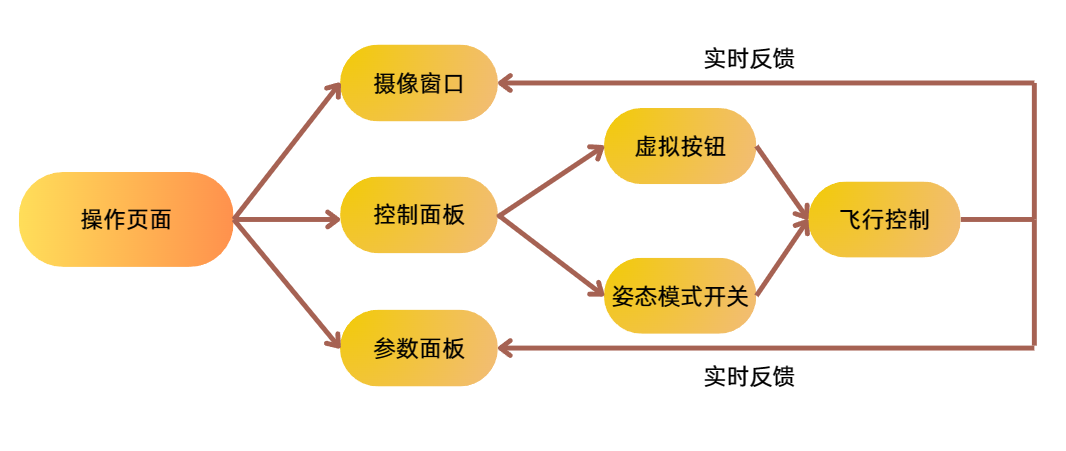 实时反馈
摄像窗口
虚拟按钮
操作页面
控制面板
飞行控制
姿态模式开关
参数面板
实时反馈